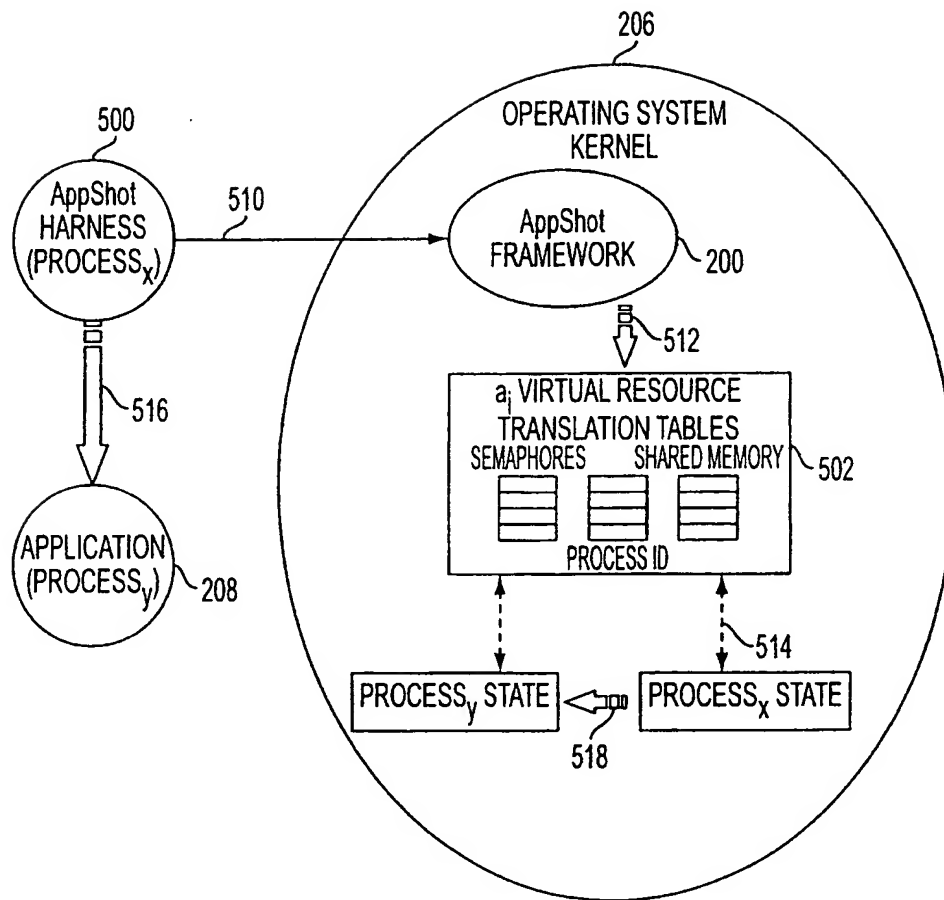 206
OPERATING SYSTEM
KERNEL
500
AppShot
HARNESS
(PROCESSx)
510
AppShot
FRAMEWORK
200
512
516
aj VIRTUAL RESOURCE
TRANSLATION TABLES
SEMAPHORES SHARED MEMORY
502
PROCESS ID
APPLICATION
(PROCESSy)
208
514
PROCESSy STATE
PROCESSx STATE
518